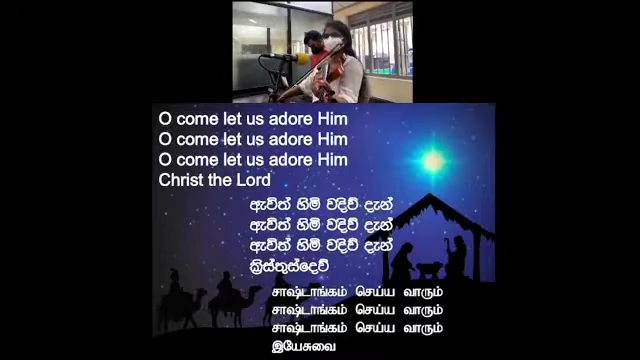 O come let us adore Him
O come let us adore Him
O come let us adore Him
Christ the Lord
ඇවිත් හිමි වදිව් දැන්
ඇවිත් හිමි වදිව් දැන්
ඇවිත් හිමි වදිව් දැන්
ක්‍රිස්තුස්දෙව්
சாஷ்டாங்கம் செய்ய வாரும்
சாஷ்டாங்கம் செய்ய வாரும்
சாஷ்டாங்கம் செய்ய வாரும்
இயேசுவை